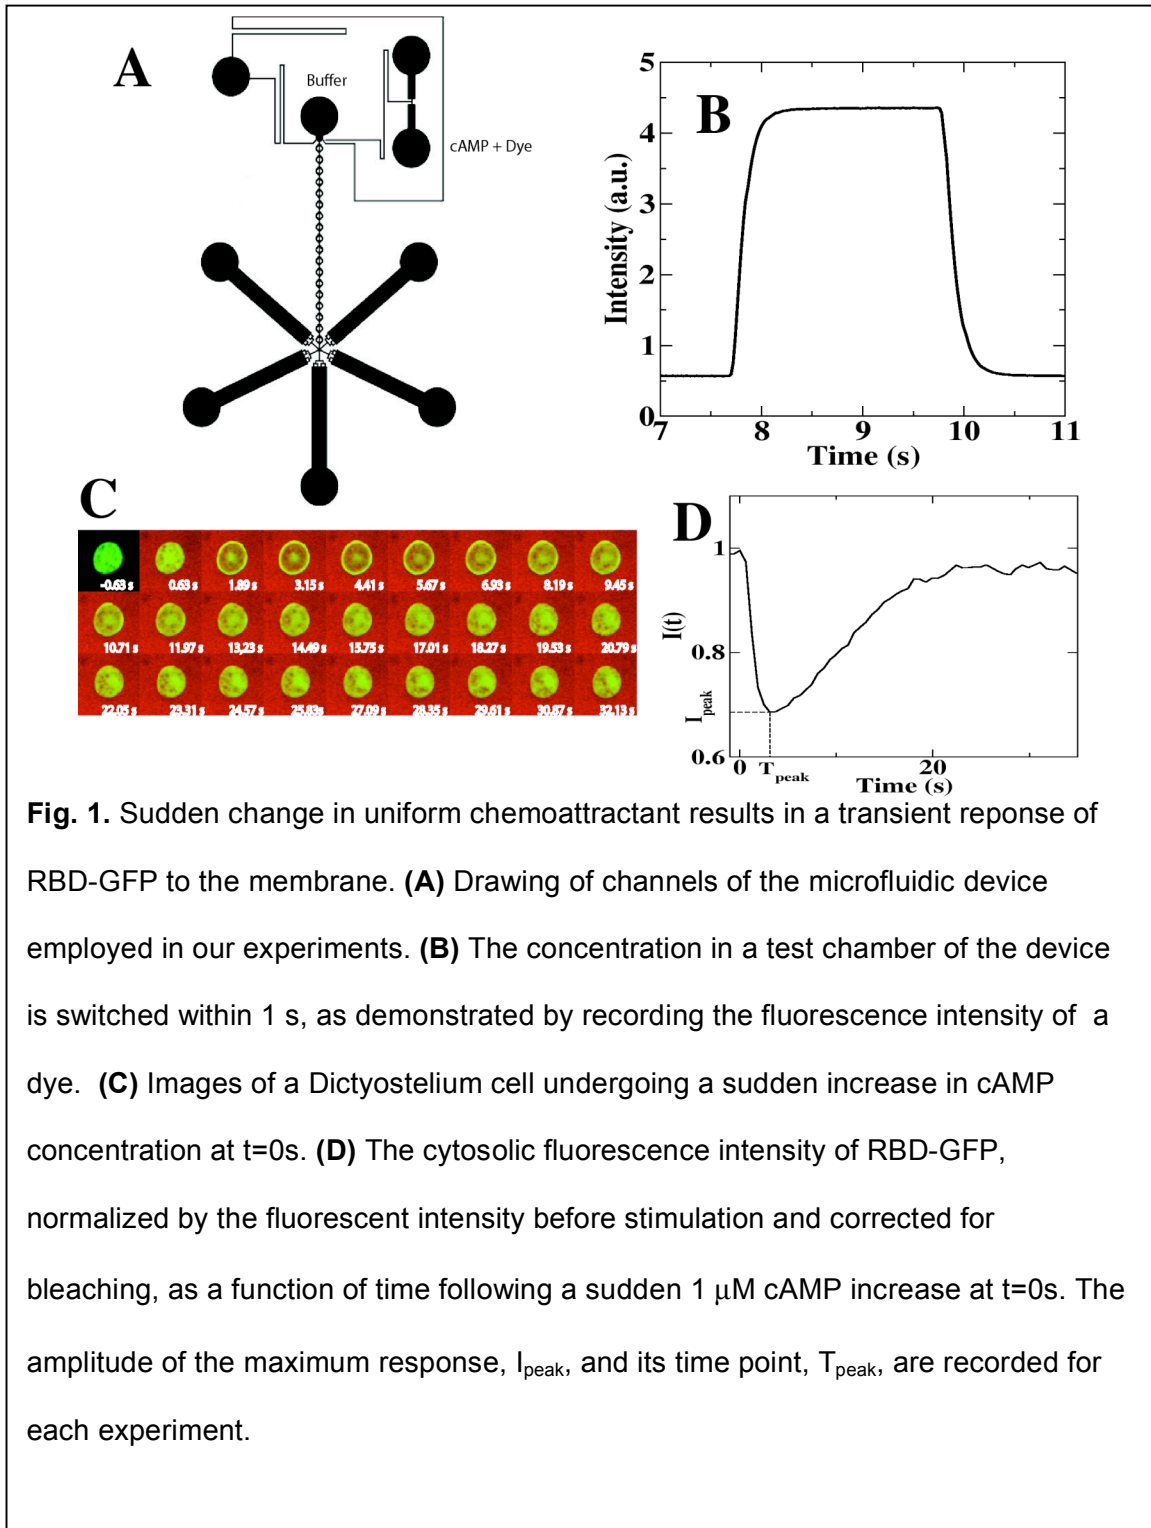 A
Buffer
cAMP + Dye
B
Intensity (a.u.)
5
4
3
2
1
0
7 8 9 10 11
Time (s)
C
-0.63 s 0.63 s 1.89 s 3.15 s 4.41 s 5.67 s 6.93 s 8.19 s 9.45 s
10.71 s 11.97 s 13,23 s 14.49 s 15.75 s 17.01 s 18.27 s 19.53 s 20.79 s
22.05 s 23.31 s 24.57 s 25.83s 27.09 s 28.35 s 29.61 s 30.87 s 32.13 s
D
I(t)
1
0.8
I_peak
0.6
0 T_peak 20
Time (s)
Fig. 1. Sudden change in uniform chemoattractant results in a transient reponse of
RBD-GFP to the membrane. (A) Drawing of channels of the microfluidic device
employed in our experiments. (B) The concentration in a test chamber of the device
is switched within 1 s, as demonstrated by recording the fluorescence intensity of a
dye. (C) Images of a Dictyostelium cell undergoing a sudden increase in cAMP
concentration at t=0s. (D) The cytosolic fluorescence intensity of RBD-GFP,
normalized by the fluorescent intensity before stimulation and corrected for
bleaching, as a function of time following a sudden 1 μM cAMP increase at t=0s. The
amplitude of the maximum response, I_peak, and its time point, T_peak, are recorded for
each experiment.